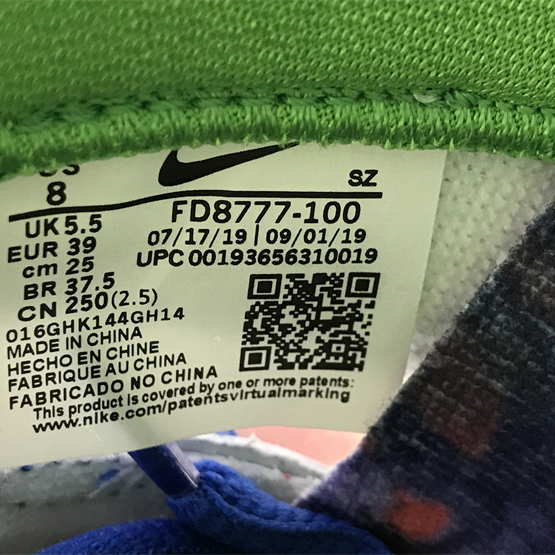 US
8
SZ
UK 5.5
FD8777-100
EUR 39
07/17/19 | 09/01/19
cm 25
UPC 00193656310019
BR 37.5
CN 250(2.5)
016GHK144GH14
MADE IN CHINA
HECHO EN CHINE
FABRIQUE AU CHINA
FABRICADO NO CHINA
This product is covered by one or more patents:
www.nike.com/patentsvirtualmarking